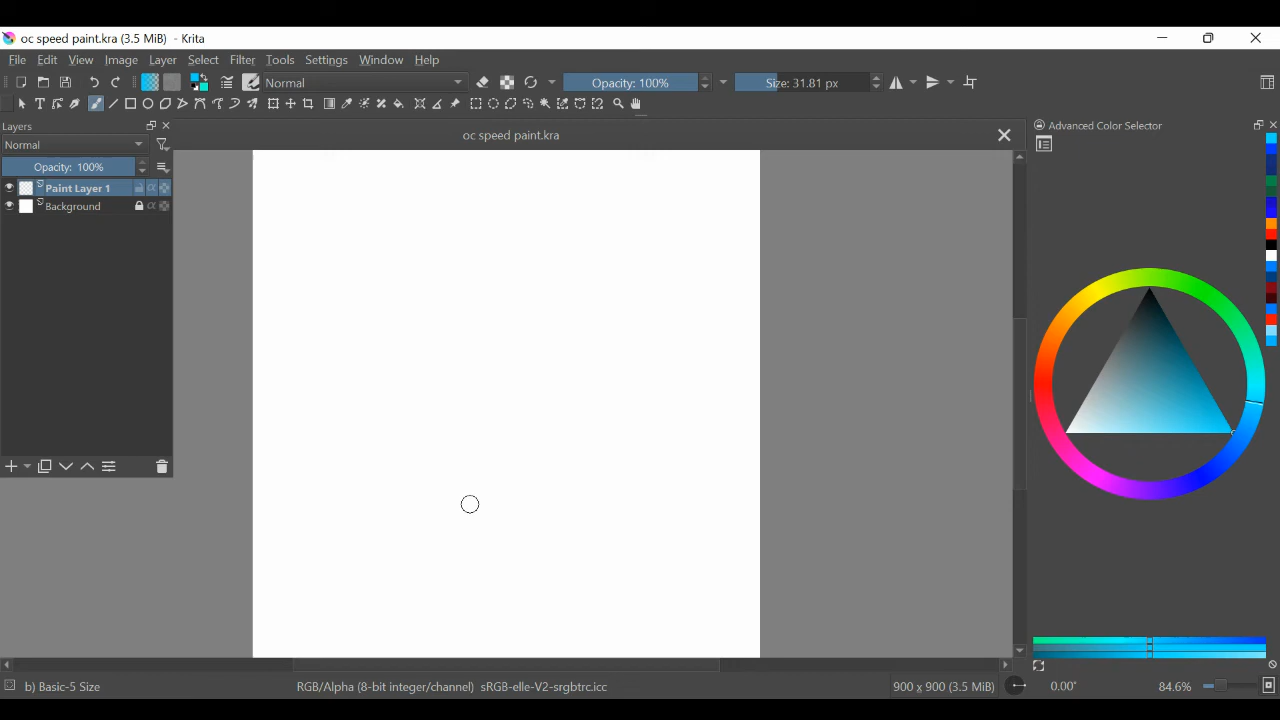 oc speed paint.kra (3.5 MiB) - Krita
File Edit View Image Layer Select Filter Tools Settings Window Help
Normal Opacity: 100% Size: 31.81 px
Layers
oc speed paint.kra
Advanced Color Selector
Normal
Opacity: 100%
Paint Layer 1
Background
b) Basic-5 Size RGB/Alpha (8-bit integer/channel) sRGB-elle-V2-srgbtrc.icc 900 x 900 (3.5 MiB) 0.00° 84.6%